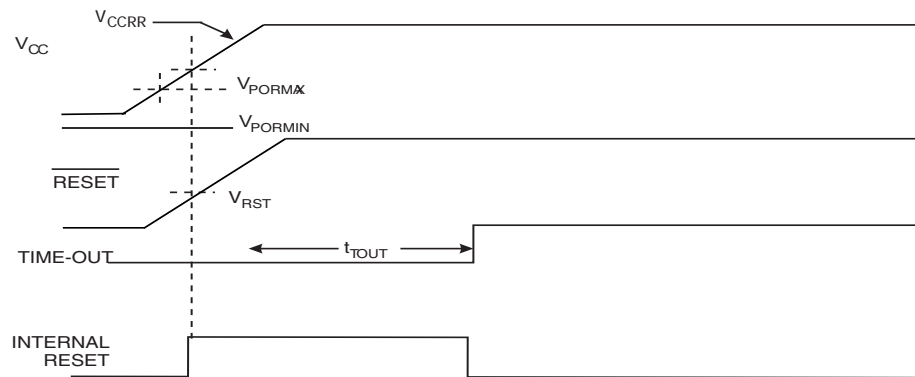 VCCRR
VCC
VPORMAX
VPORMIN
RESET
VRST
tTOUT
TIME-OUT
INTERNAL
RESET